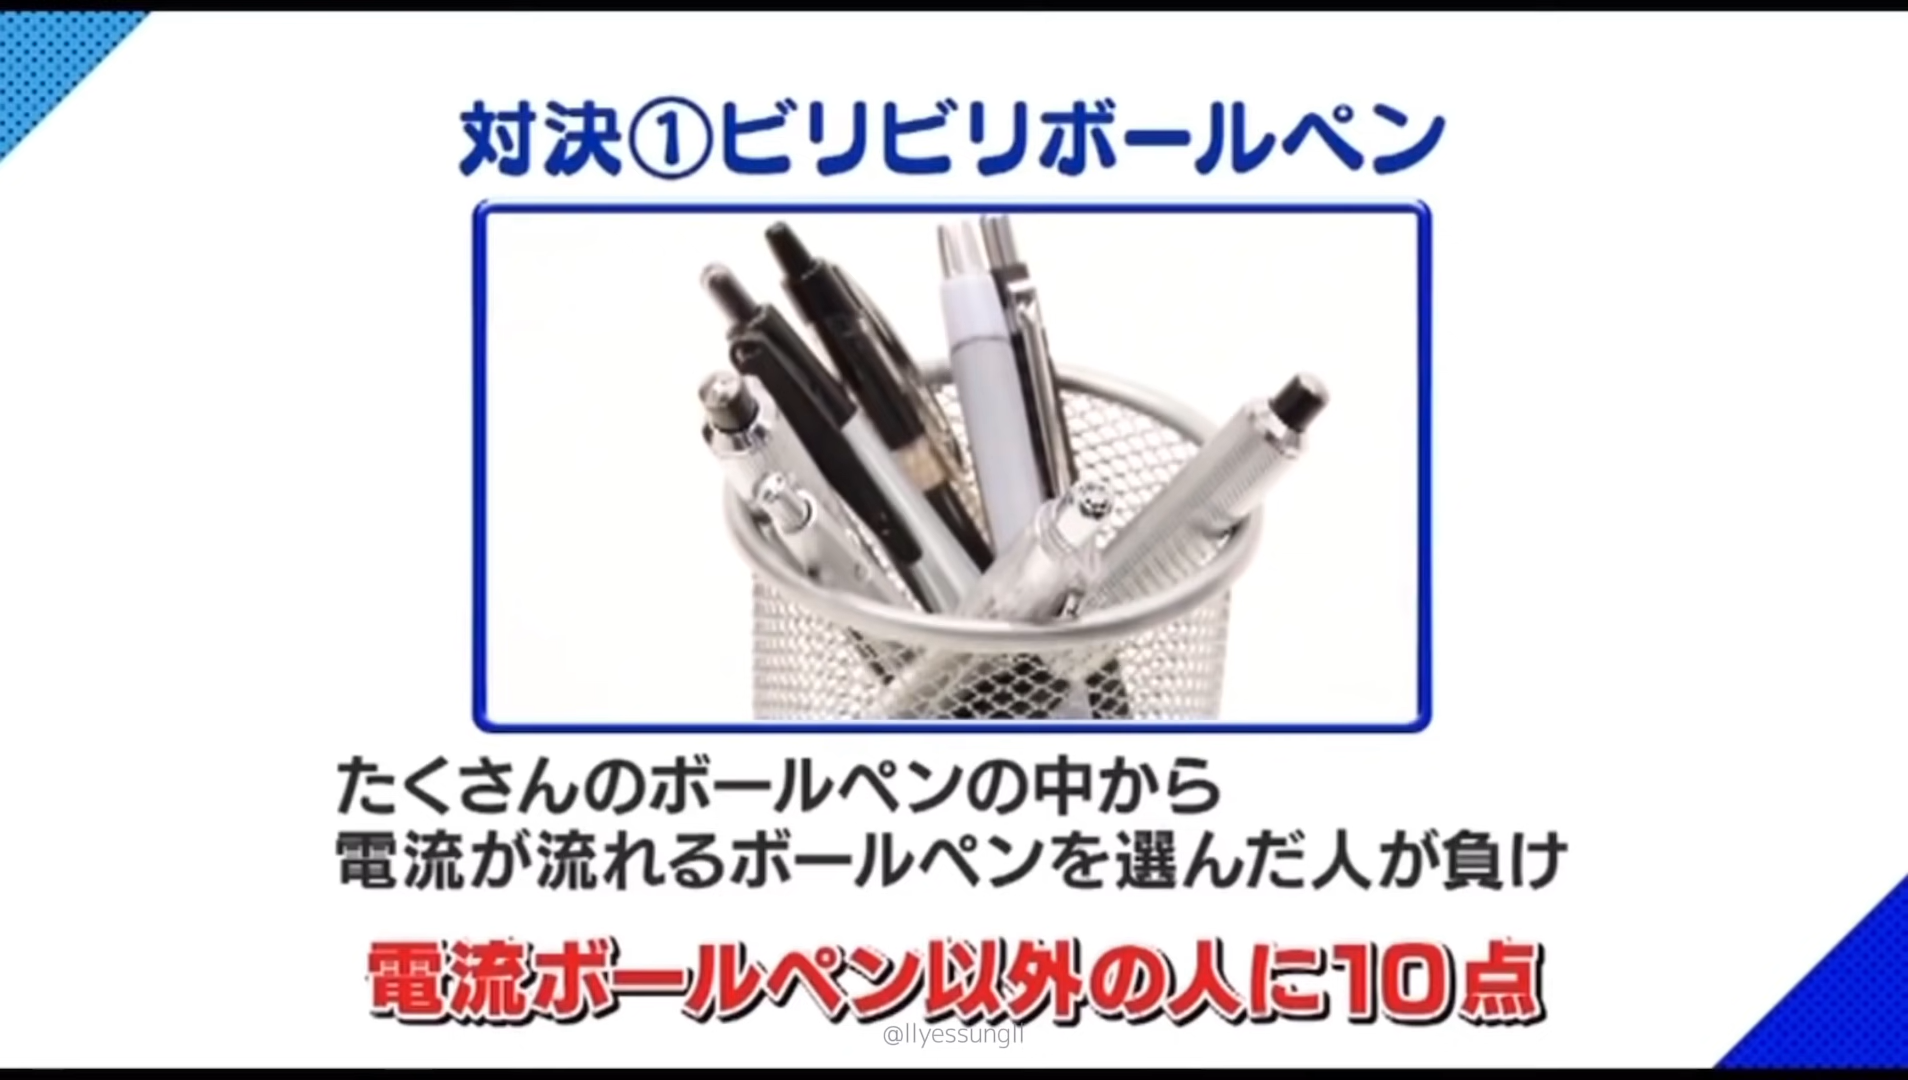 対決①ビリビリボールペン
たくさんのボールペンの中から
電流が流れるボールペンを選んだ人が負け
電流ボールペン以外の人に10点
@llyessungll